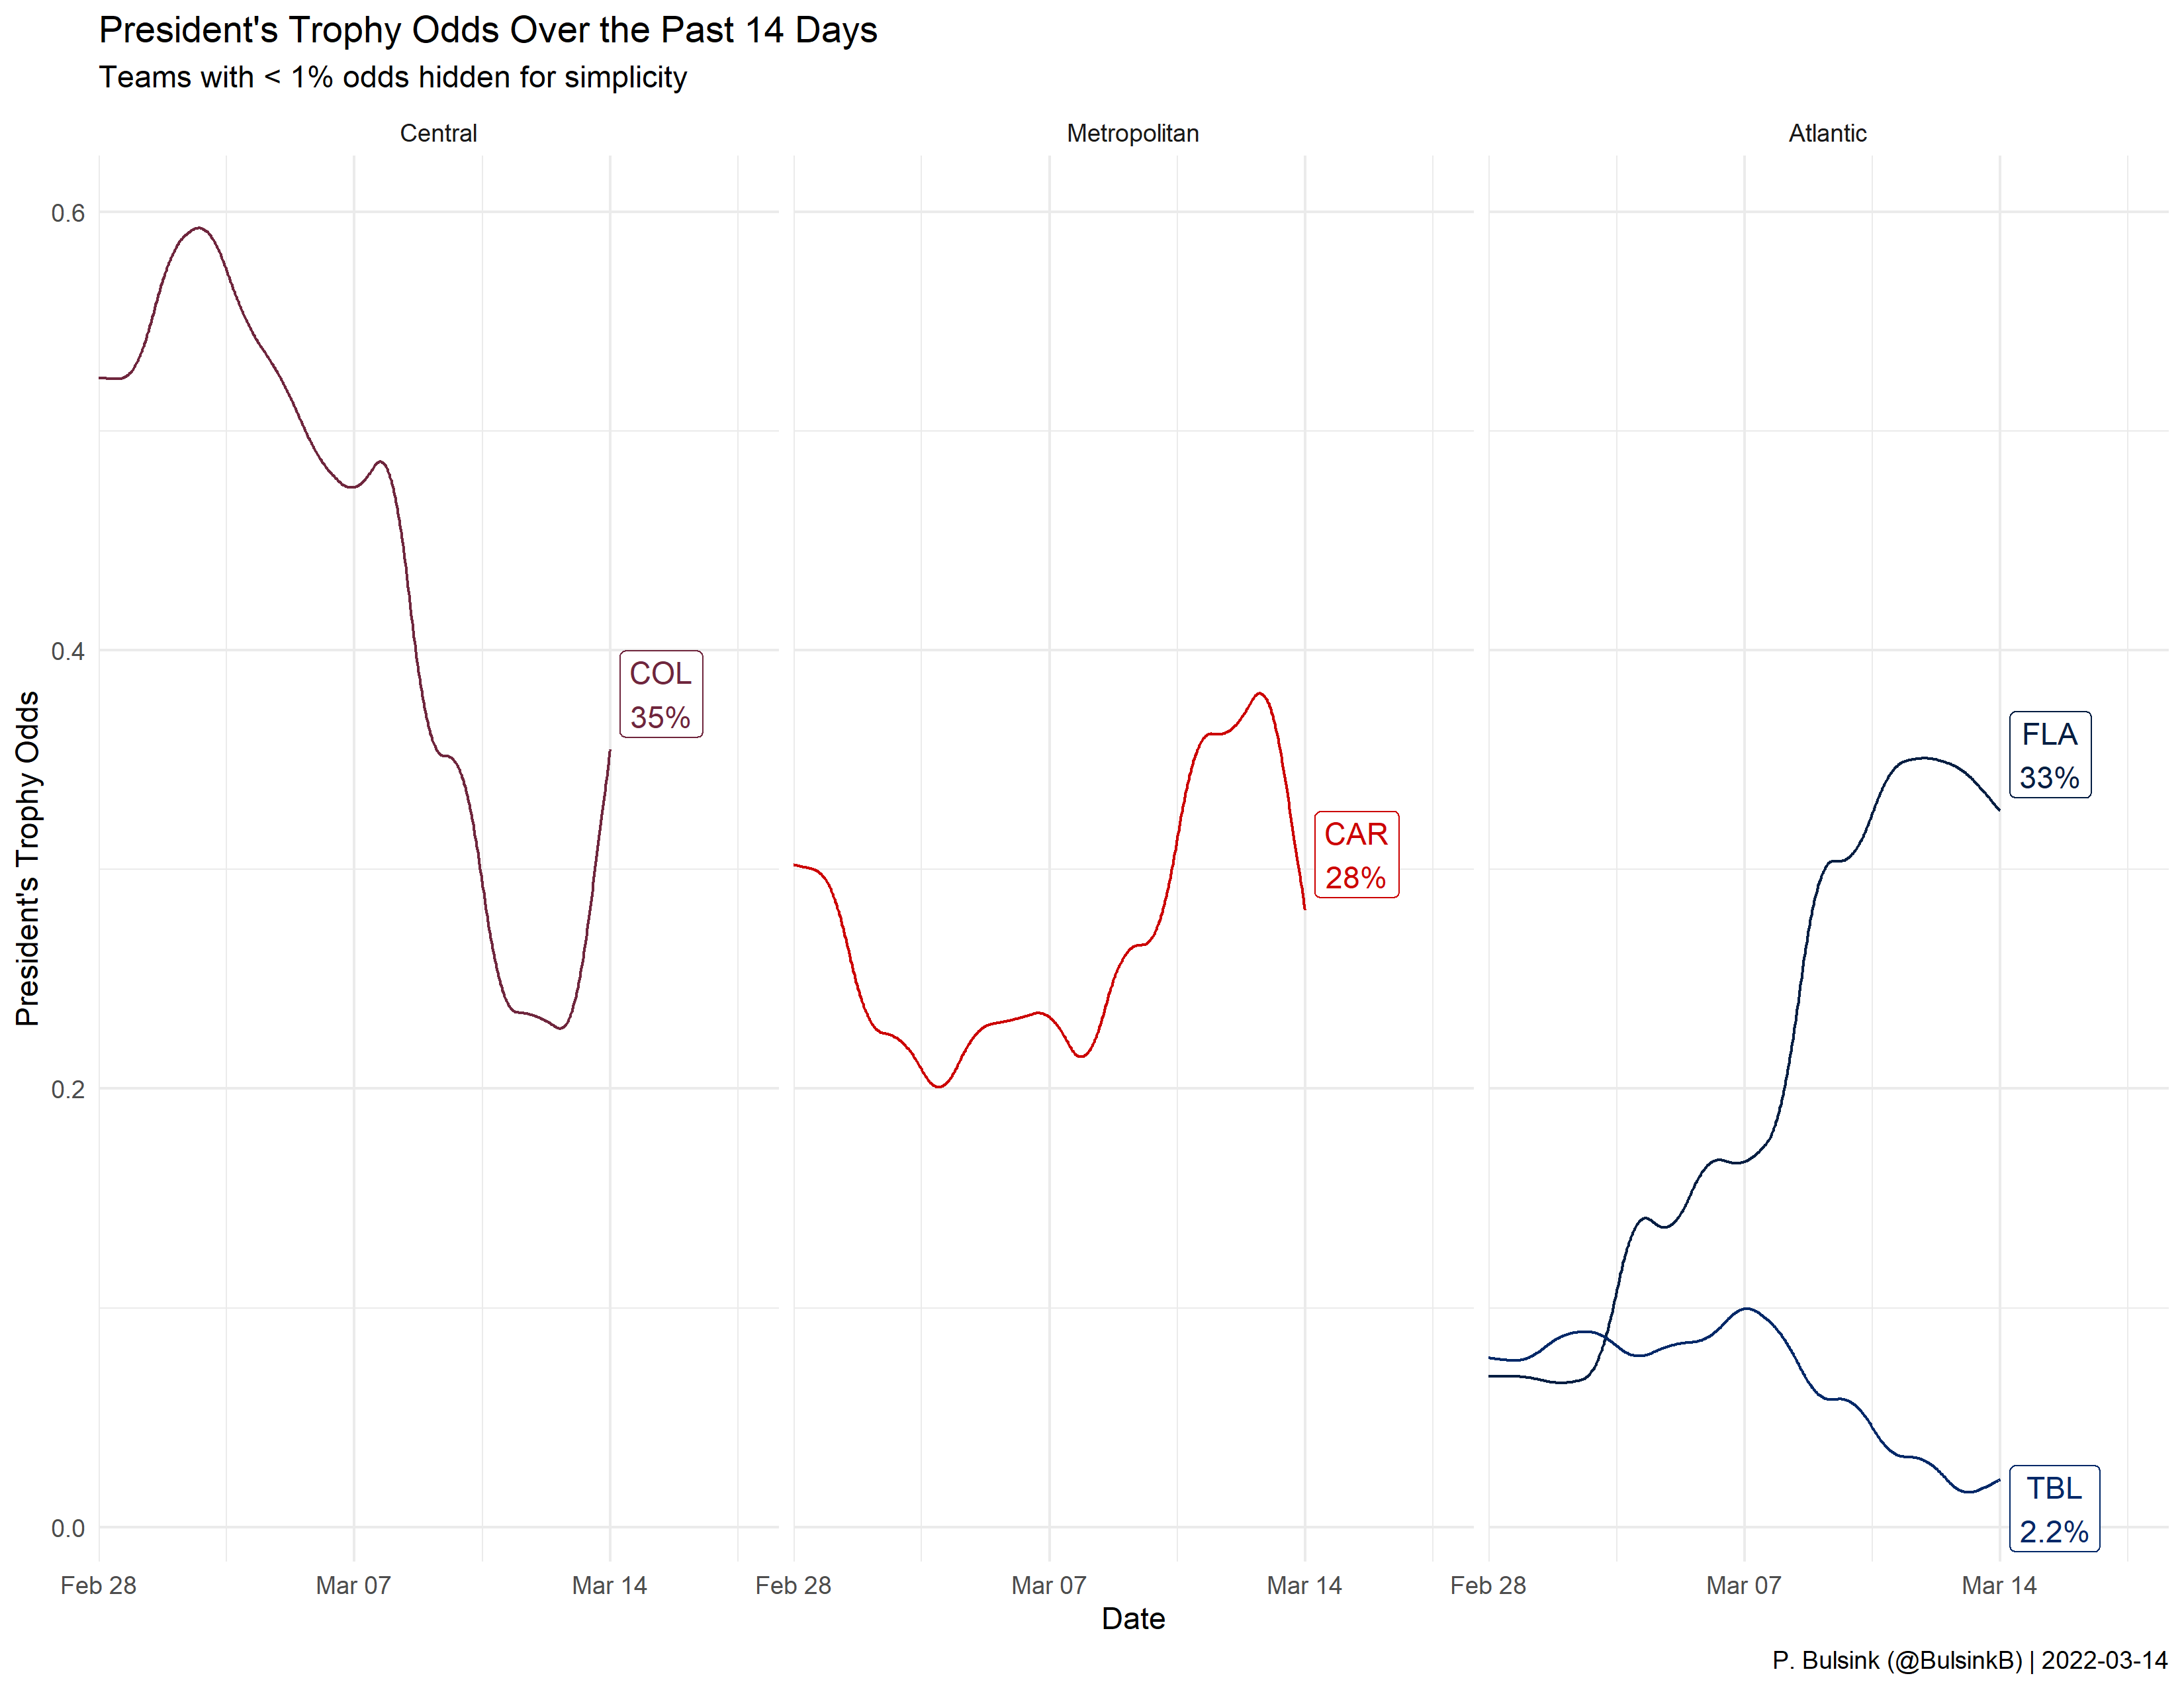 President's Trophy Odds Over the Past 14 Days
Teams with < 1% odds hidden for simplicity
Central
Metropolitan
Atlantic
President's Trophy Odds
0.6
0.4
0.2
0.0
COL
35%
CAR
28%
FLA
33%
TBL
2.2%
Feb 28
Mar 07
Mar 14
Feb 28
Mar 07
Mar 14
Feb 28
Mar 07
Mar 14
Date
P. Bulsink (@BulsinkB) | 2022-03-14